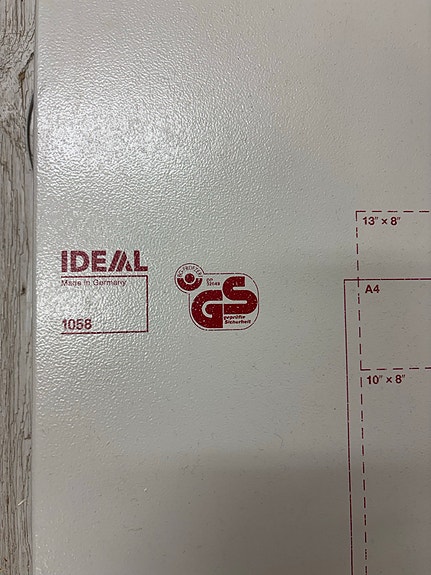 IDEAL
Made in Germany
1058
GS
geprüfte
Sicherheit
13" × 8"
A4
10" × 8"